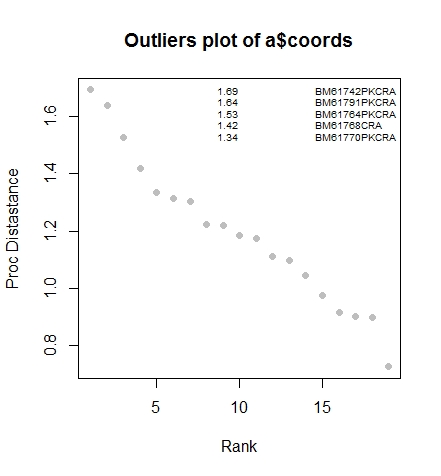 Outliers plot of a$coords
1.69 BM61742PKCRA
1.64 BM61791PKCRA
1.53 BM61764PKCRA
1.42 BM61768CRA
1.34 BM61770PKCRA
Proc Distastance
1.6
1.4
1.2
1.0
0.8
5 10 15
Rank